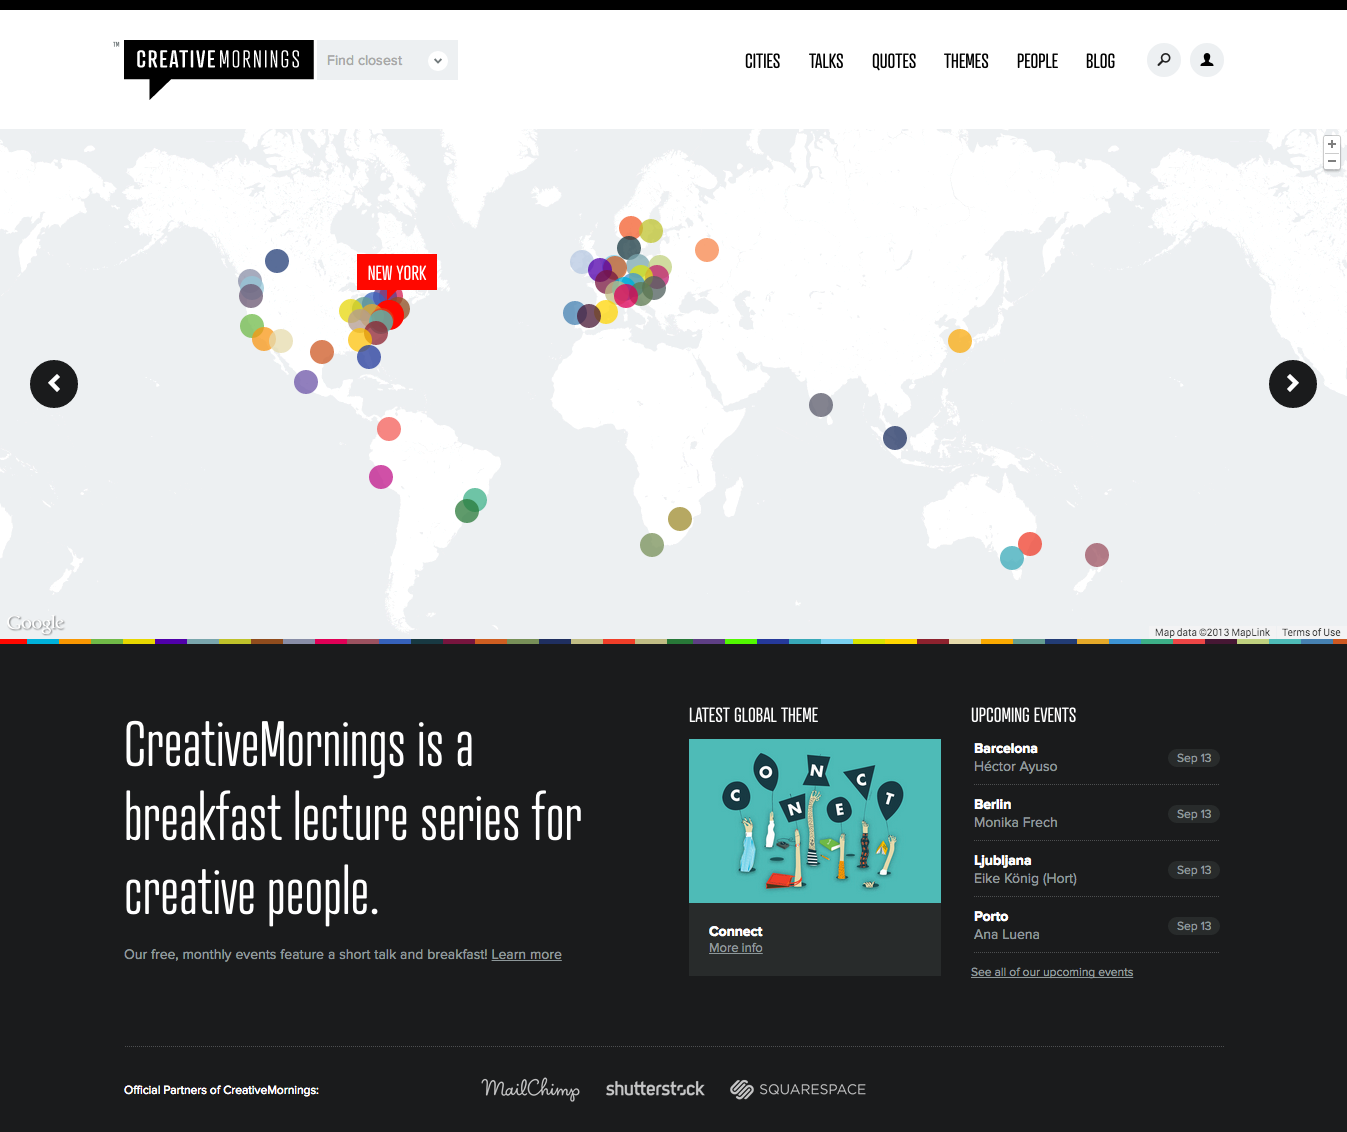 ™ CREATIVEMORNINGS
Find closest
CITIES TALKS QUOTES THEMES PEOPLE BLOG
+
−
NEW YORK
Google
Map data ©2013 MapLink Terms of Use
CreativeMornings is a
breakfast lecture series for
creative people.
Our free, monthly events feature a short talk and breakfast! Learn more
LATEST GLOBAL THEME
CONNECT
Connect
More info
UPCOMING EVENTS
Barcelona
Héctor Ayuso
Sep 13
Berlin
Monika Frech
Sep 13
Ljubljana
Eike König (Hort)
Sep 13
Porto
Ana Luena
Sep 13
See all of our upcoming events
Official Partners of CreativeMornings:
MailChimp shutterstock SQUARESPACE